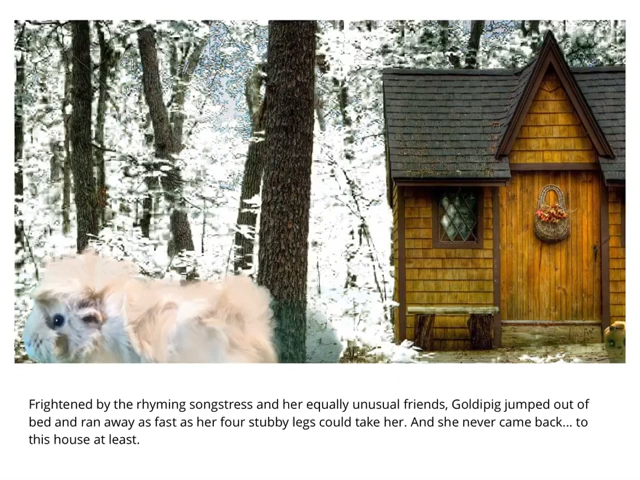 Frightened by the rhyming songstress and her equally unusual friends, Goldipig jumped out of
bed and ran away as fast as her four stubby legs could take her. And she never came back... to
this house at least.